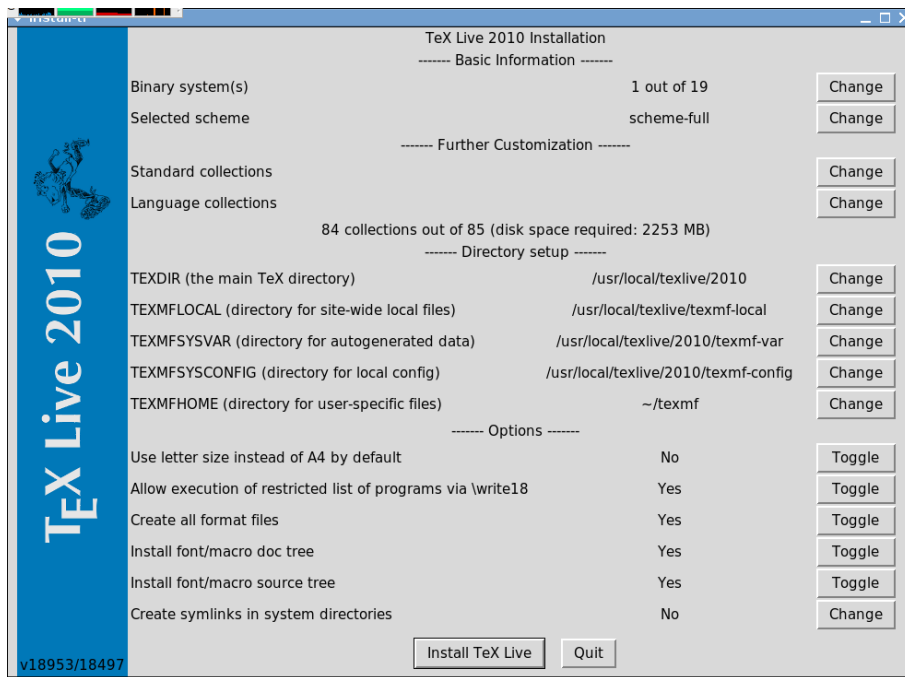 install-tl
TeX Live 2010 Installation
------- Basic Information -------
Binary system(s) 1 out of 19 Change
Selected scheme scheme-full Change
------- Further Customization -------
Standard collections Change
Language collections Change
84 collections out of 85 (disk space required: 2253 MB)
------- Directory setup -------
TEXDIR (the main TeX directory) /usr/local/texlive/2010 Change
TEXMFLOCAL (directory for site-wide local files) /usr/local/texlive/texmf-local Change
TEXMFSYSVAR (directory for autogenerated data) /usr/local/texlive/2010/texmf-var Change
TEXMFSYSCONFIG (directory for local config) /usr/local/texlive/2010/texmf-config Change
TEXMFHOME (directory for user-specific files) ~/texmf Change
------- Options -------
Use letter size instead of A4 by default No Toggle
Allow execution of restricted list of programs via \write18 Yes Toggle
Create all format files Yes Toggle
Install font/macro doc tree Yes Toggle
Install font/macro source tree Yes Toggle
Create symlinks in system directories No Change
Install TeX Live Quit
TEX Live 2010
v18953/18497